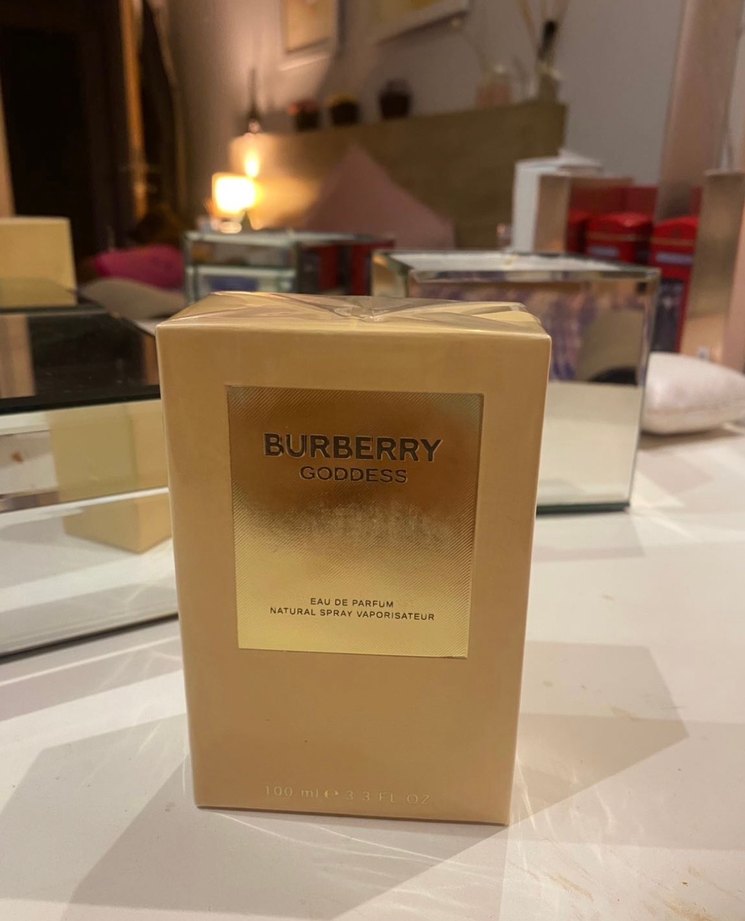 BURBERRY
GODDESS
EAU DE PARFUM
NATURAL SPRAY VAPORISATEUR
100 ml ℮ 3.3 FL OZ